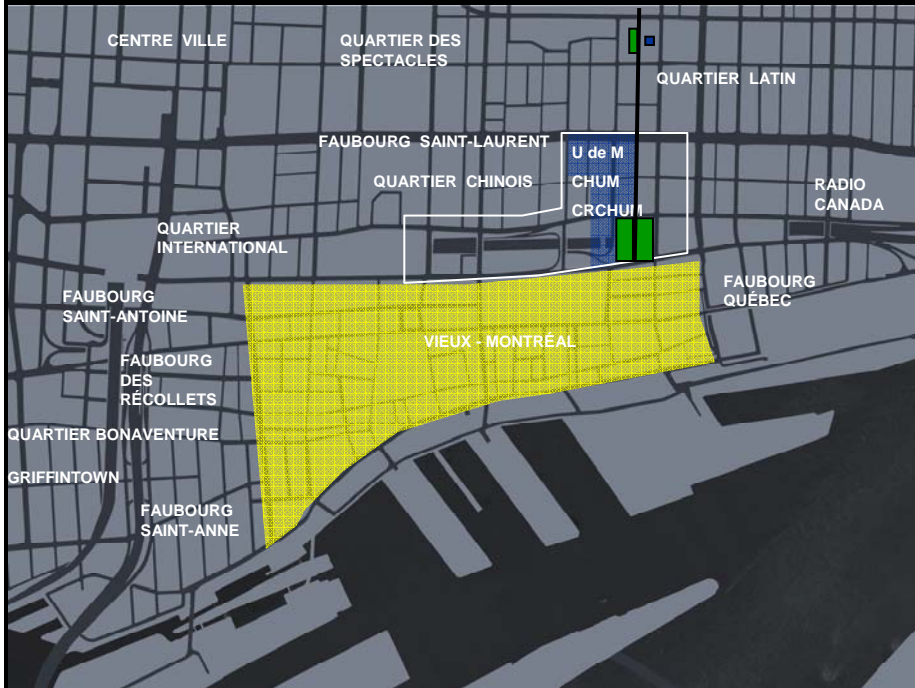 CENTRE VILLE
QUARTIER DES
SPECTACLES
QUARTIER LATIN
FAUBOURG SAINT-LAURENT
U de M
QUARTIER CHINOIS
CHUM
CRCHUM
RADIO
CANADA
QUARTIER
INTERNATIONAL
FAUBOURG
QUÉBEC
FAUBOURG
SAINT-ANTOINE
VIEUX - MONTRÉAL
FAUBOURG
DES
RÉCOLLETS
QUARTIER BONAVENTURE
GRIFFINTOWN
FAUBOURG
SAINT-ANNE